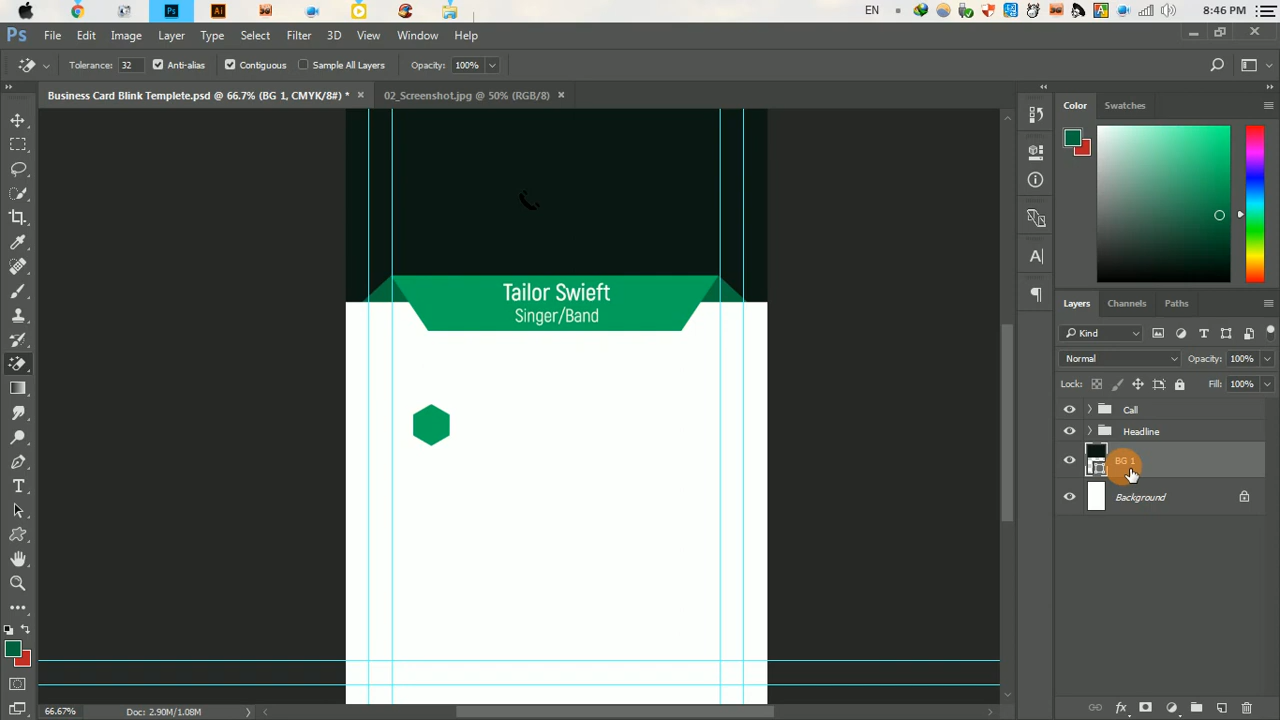 EN
8:46 PM
Ps
File Edit Image Layer Type Select Filter 3D View Window Help
Tolerance: 32 Anti-alias Contiguous Sample All Layers Opacity: 100%
Business Card Blink Templete.psd @ 66.7% (BG 1, CMYK/8#) *
02_Screenshot.jpg @ 50% (RGB/8)
Color Swatches
Tailor Swieft
Singer/Band
Layers Channels Paths
Kind
Normal Opacity: 100%
Lock: Fill: 100%
Call
Headline
BG 1
Background
66.67% Doc: 2.90M/1.08M